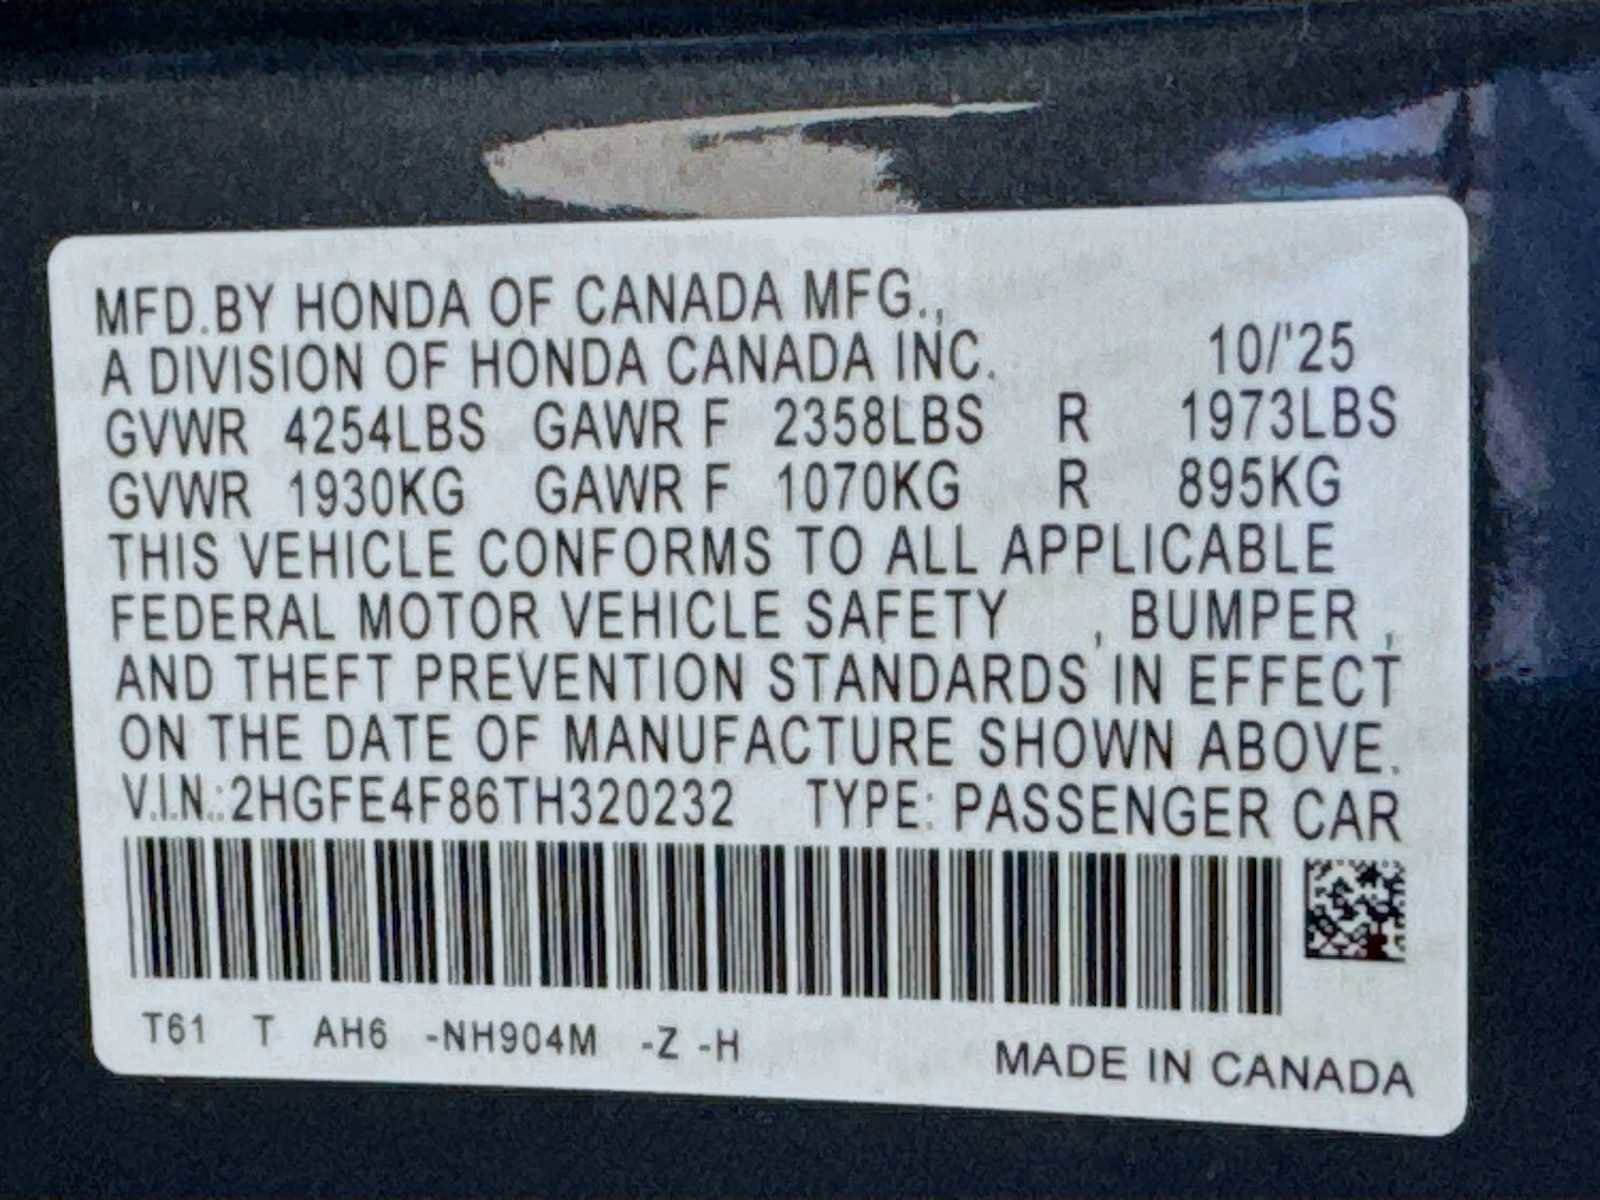 MFD.BY HONDA OF CANADA MFG.,
A DIVISION OF HONDA CANADA INC. 10/'25
GVWR 4254LBS GAWR F 2358LBS R 1973LBS
GVWR 1930KG GAWR F 1070KG R 895KG
THIS VEHICLE CONFORMS TO ALL APPLICABLE
FEDERAL MOTOR VEHICLE SAFETY , BUMPER ,
AND THEFT PREVENTION STANDARDS IN EFFECT
ON THE DATE OF MANUFACTURE SHOWN ABOVE.
V.I.N.:2HGFE4F86TH320232 TYPE: PASSENGER CAR
T61 T AH6 -NH904M -Z -H
MADE IN CANADA